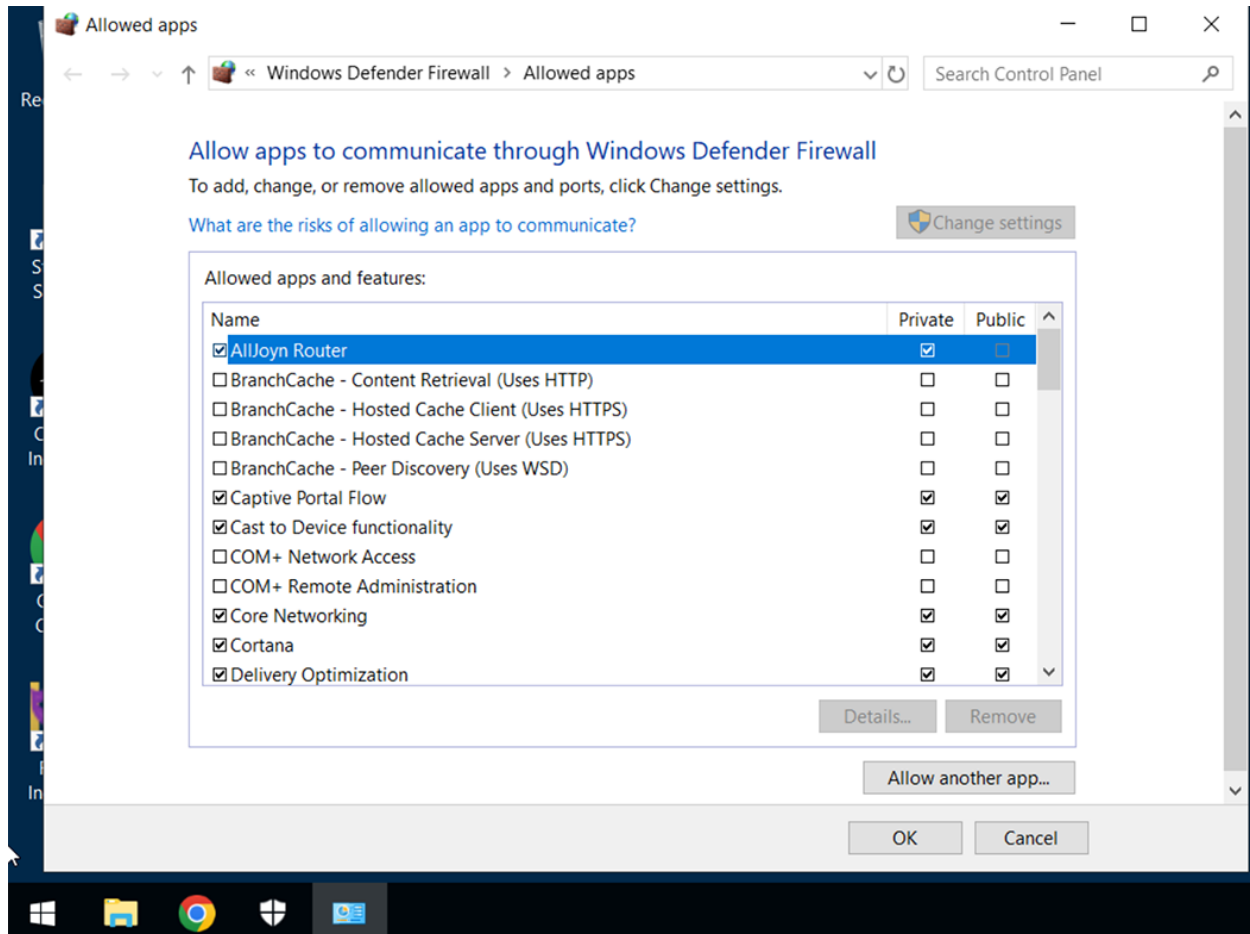 Allowed apps
« Windows Defender Firewall > Allowed apps
Search Control Panel
Re
Allow apps to communicate through Windows Defender Firewall
To add, change, or remove allowed apps and ports, click Change settings.
What are the risks of allowing an app to communicate?
Change settings
S
S
Allowed apps and features:
Name Private Public
AllJoyn Router
BranchCache - Content Retrieval (Uses HTTP)
BranchCache - Hosted Cache Client (Uses HTTPS)
BranchCache - Hosted Cache Server (Uses HTTPS)
BranchCache - Peer Discovery (Uses WSD)
In
Captive Portal Flow
Cast to Device functionality
COM+ Network Access
COM+ Remote Administration
Core Networking
Cortana
Delivery Optimization
Details... Remove
Allow another app...
In
OK Cancel